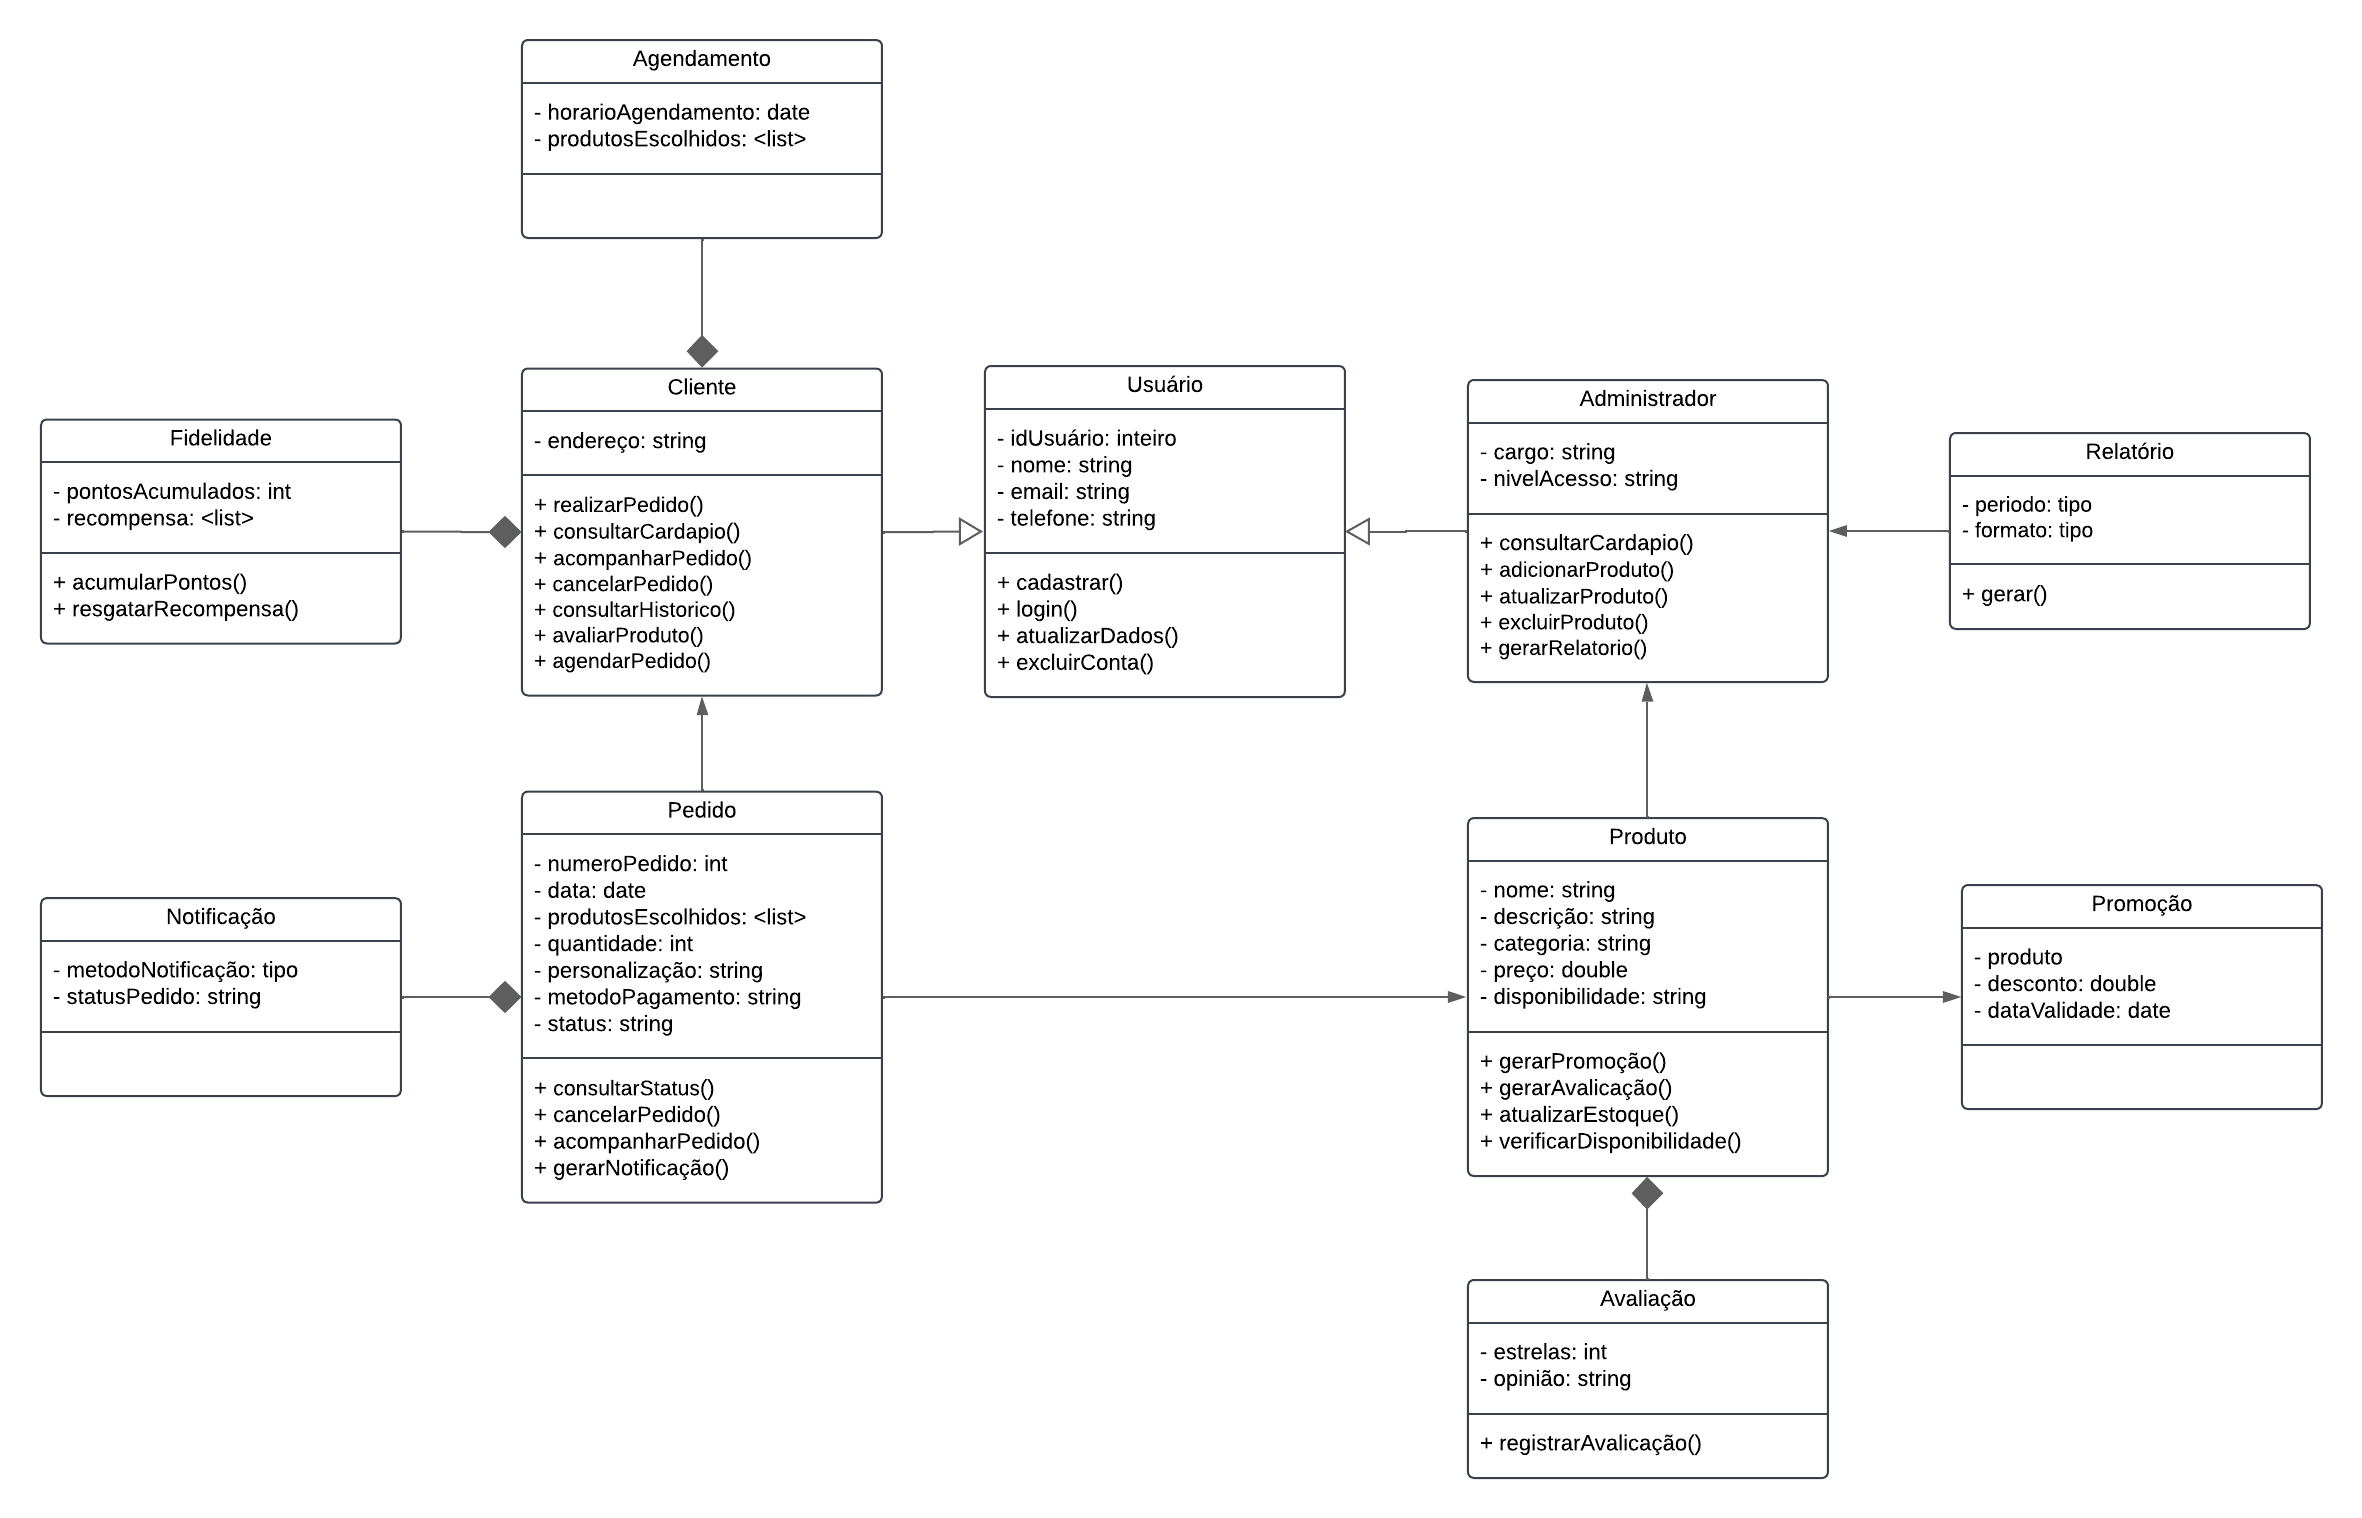 Agendamento
- horarioAgendamento: date
- produtosEscolhidos: <list>
Cliente
- endereço: string
+ realizarPedido()
+ consultarCardapio()
+ acompanharPedido()
+ cancelarPedido()
+ consultarHistorico()
+ avaliarProduto()
+ agendarPedido()
Usuário
- idUsuário: inteiro
- nome: string
- email: string
- telefone: string
+ cadastrar()
+ login()
+ atualizarDados()
+ excluirConta()
Administrador
- cargo: string
- nivelAcesso: string
+ consultarCardapio()
+ adicionarProduto()
+ atualizarProduto()
+ excluirProduto()
+ gerarRelatorio()
Fidelidade
- pontosAcumulados: int
- recompensa: <list>
+ acumularPontos()
+ resgatarRecompensa()
Relatório
- periodo: tipo
- formato: tipo
+ gerar()
Pedido
- numeroPedido: int
- data: date
- produtosEscolhidos: <list>
- quantidade: int
- personalização: string
- metodoPagamento: string
- status: string
+ consultarStatus()
+ cancelarPedido()
+ acompanharPedido()
+ gerarNotificação()
Produto
- nome: string
- descrição: string
- categoria: string
- preço: double
- disponibilidade: string
+ gerarPromoção()
+ gerarAvalicação()
+ atualizarEstoque()
+ verificarDisponibilidade()
Notificação
- metodoNotificação: tipo
- statusPedido: string
Promoção
- produto
- desconto: double
- dataValidade: date
Avaliação
- estrelas: int
- opinião: string
+ registrarAvalicação()